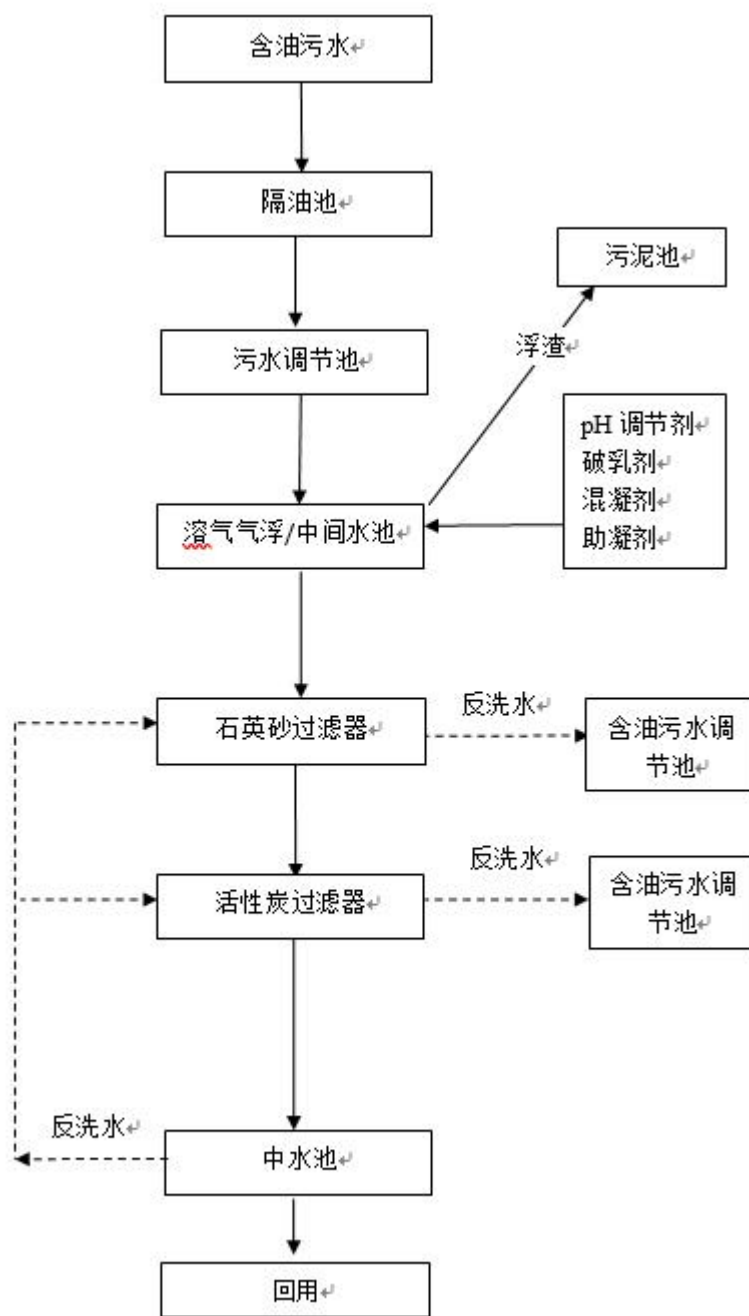 含油污水
隔油池
污泥池
污水调节池
浮渣
pH 调节剂
破乳剂
混凝剂
助凝剂
溶气气浮/中间水池
石英砂过滤器
反洗水
含油污水调
节池
活性炭过滤器
反洗水
含油污水调
节池
反洗水
中水池
回用